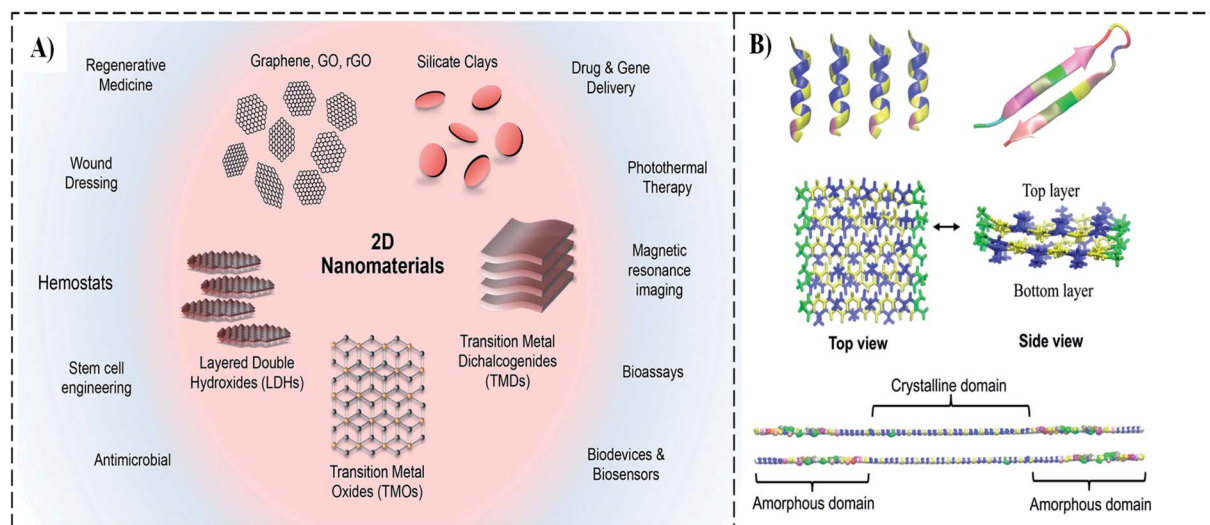 A)
Regenerative
Medicine
Wound
Dressing
Hemostats
Stem cell
engineering
Antimicrobial
Graphene, GO, rGO
Silicate Clays
2D
Nanomaterials
Layered Double
Hydroxides (LDHs)
Transition Metal
Dichalcogenides
(TMDs)
Transition Metal
Oxides (TMOs)
Drug & Gene
Delivery
Photothermal
Therapy
Magnetic
resonance
imaging
Bioassays
Biodevices &
Biosensors
B)
Top layer
Bottom layer
Top view
Side view
Crystalline domain
Amorphous domain
Amorphous domain